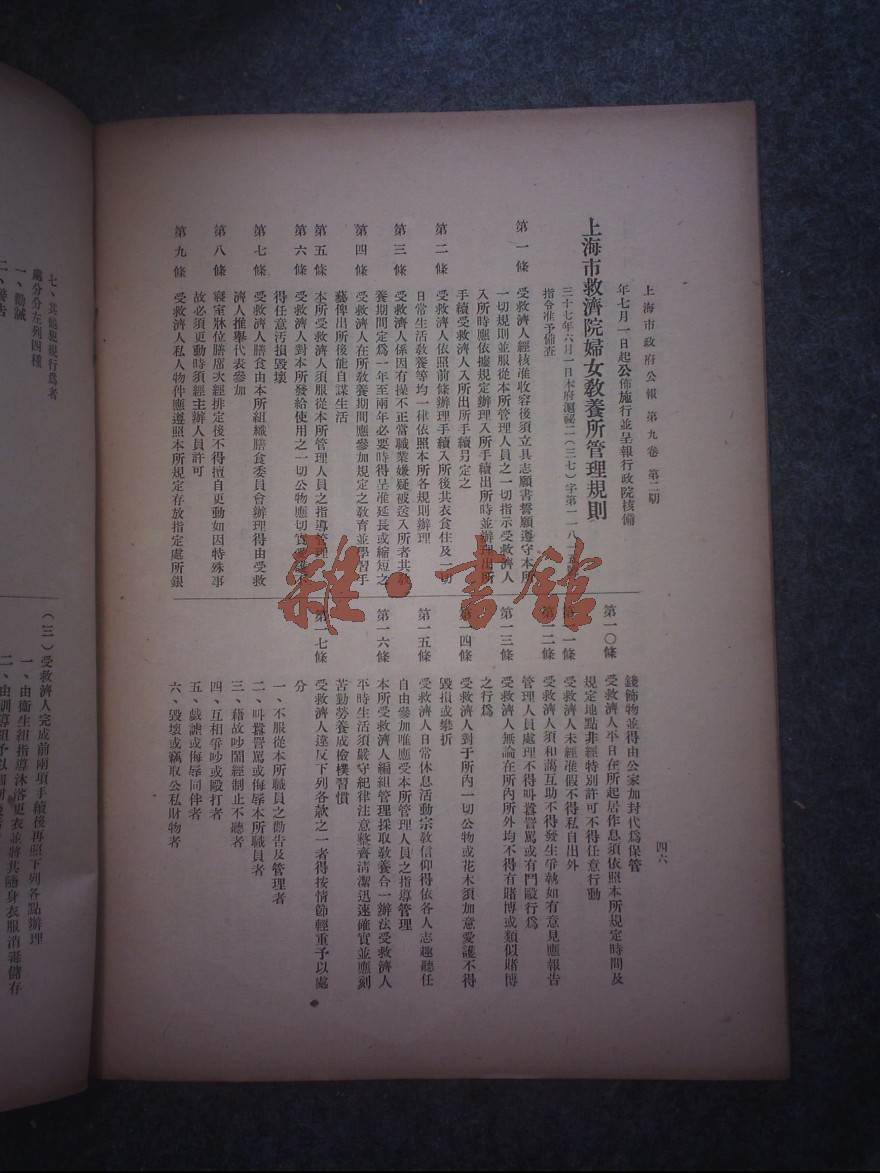 上海市政府公報 第九卷 第二期
四六
年七月一日起公佈施行並呈報行政院核備
上海市救濟院婦女敎養所管理規則
三十七年六月一日本府滬祕二(三七)字第一一八一五
指令准予備查
第一條 受救濟人經核准收容後須立具志願書誓願遵守本所
一切規則並服從本所管理人員之一切指示受救濟人
入所時應依據規定辦理入所手續出所時並辦理出所
手續受救濟人入所出所手續另定之
第二條 受救濟人依照前條辦理手續入所後其衣食住及一切
日常生活敎養等均一律依照本所各規則辦理
第三條 受救濟人係因有操不正當職業嫌疑被送入所者其敎
養期間定爲一年至兩年必要時得呈准延長或縮短之
第四條 受救濟人在所敎養期間應參加規定之敎育並學習手
藝俾出所後能自謀生活
第五條 本所受救濟人須服從本所管理人員之指導管理
第六條 受救濟人對本所發給使用之一切公物應切實
得任意汚損毀壞
第七條 受救濟人膳食由本所組織膳食委員會辦理得由受救
濟人推舉代表參加
第八條 寢室牀位膳席次經排定後不得擅自更動如因特殊事
故必須更動時須經主辦人員許可
第九條 受救濟人私人物件應遵照本所規定存放指定處所銀
錢飾物並得由公家加封代爲保管
第一〇條 受救濟人平日在所起居作息須依照本所規定時間及
規定地點非經特別許可不得任意行動
第一一條 受救濟人未經准假不得私自出外
第一二條 受救濟人須和藹互助不得發生爭執如有意見應報告
管理人員處理不得叫囂詈罵或有鬥毆行爲
第一三條 受救濟人無論在所內所外均不得有賭博或類似賭博
之行爲
第一四條 受救濟人對于所內一切公物或花木須加意愛護不得
毀損或攀折
第一五條 受救濟人日常休息活動宗敎信仰得依各人志趣聽任
自由參加唯應受本所管理人員之指導管理
第一六條 本所受救濟人編組管理採取敎養合一辦法受救濟人
平時生活須嚴守紀律注意整齊淸潔迅速確實並應刻
苦勤勞養成檢樸習慣
第一七條 受救濟人違反下列各款之一者得按情節輕重予以處
分
一、不服從本所職員之勸告及管理者
二、叫囂詈罵或侮辱本所職員者
三、藉故吵鬧經制止不聽者
四、互相爭吵或毆打者
五、戲謔或侮辱同伴者
六、毀壞或竊取公私財物者
七、其他犯規行爲者
處分分左列四種
一、勸誡
二、警告
(三)受救濟人完成前兩項手續後再照下列各點辦理
一、由衞生組指導沐浴更衣並將其隨身衣服消毒儲存
二、由訓導組予以個別
雜·書館